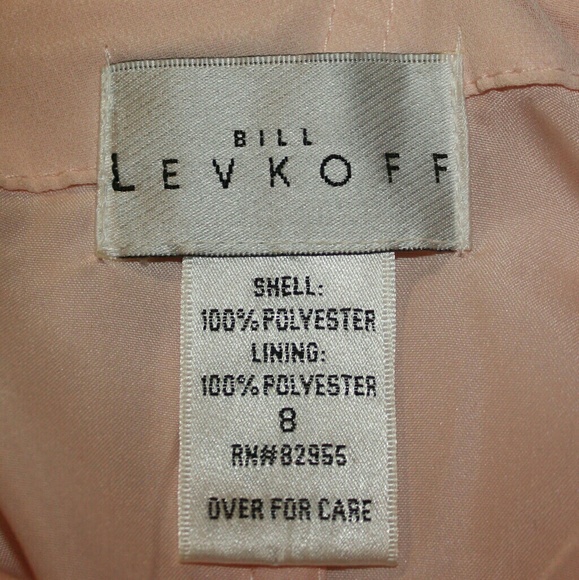 BILL
LEVKOFF
SHELL:
100% POLYESTER
LINING:
100% POLYESTER
8
RN#82955
OVER FOR CARE